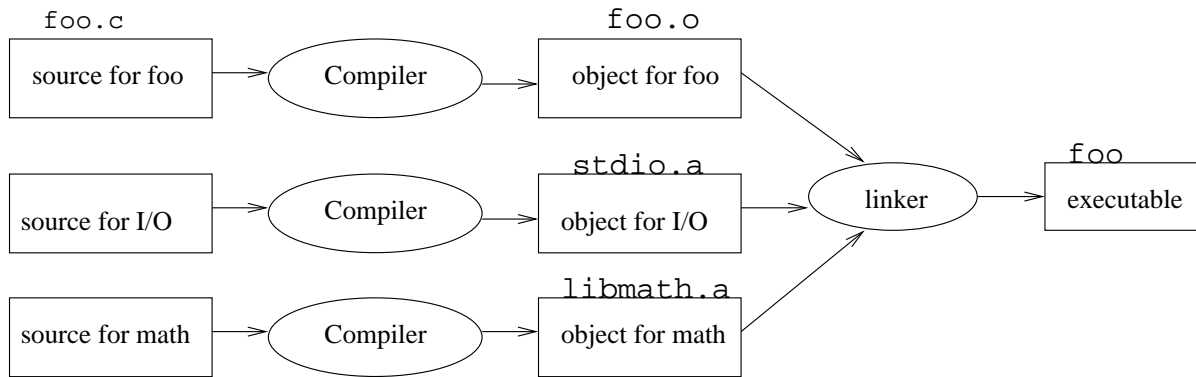 foo.c
source for foo
Compiler
foo.o
object for foo
source for I/O
Compiler
stdio.a
object for I/O
source for math
Compiler
libmath.a
object for math
linker
foo
executable